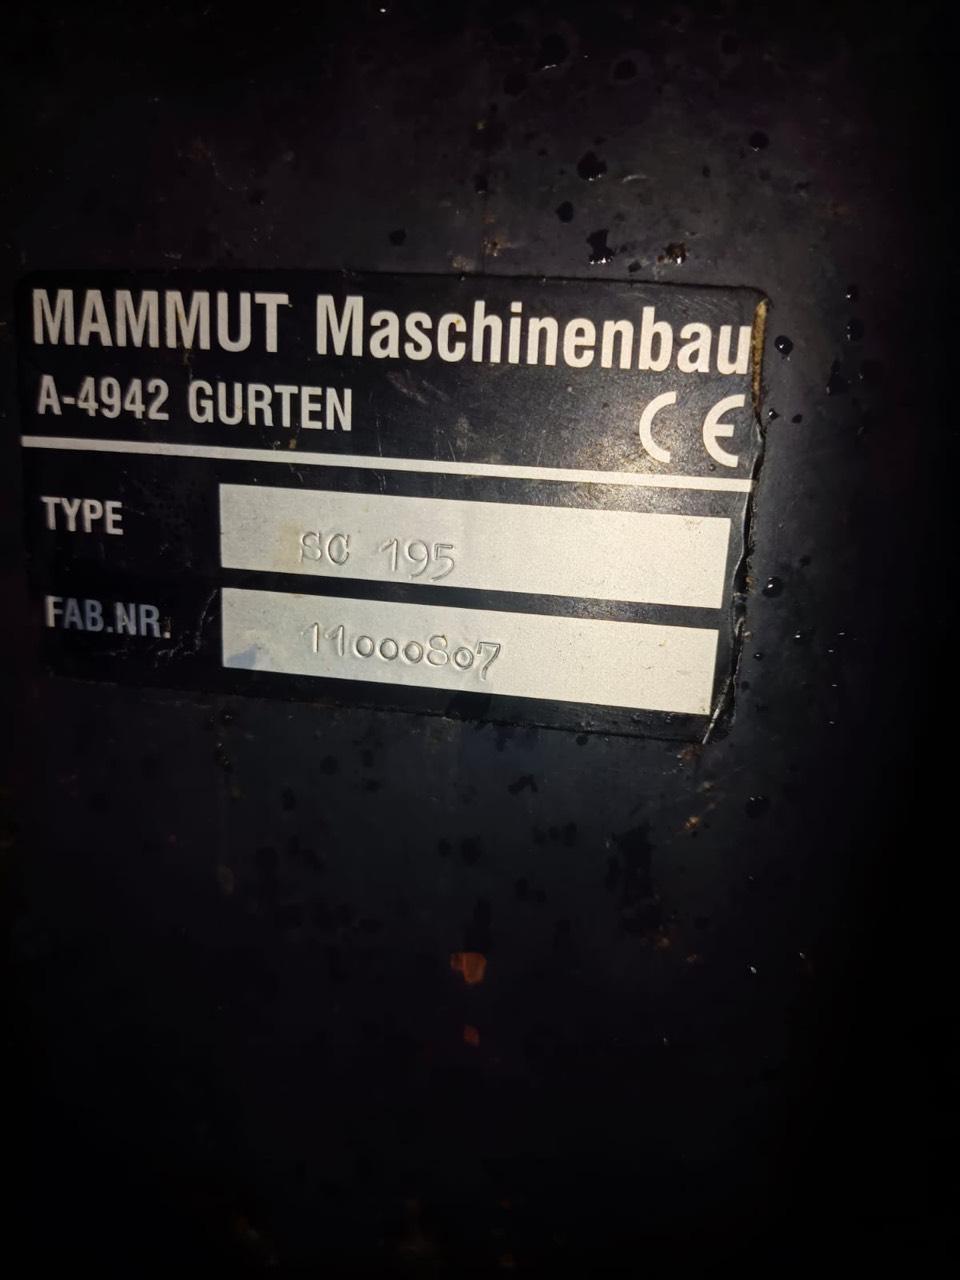 MAMMUT Maschinenbau
A-4942 GURTEN CE
TYPE SC 195
FAB.NR. 11000807